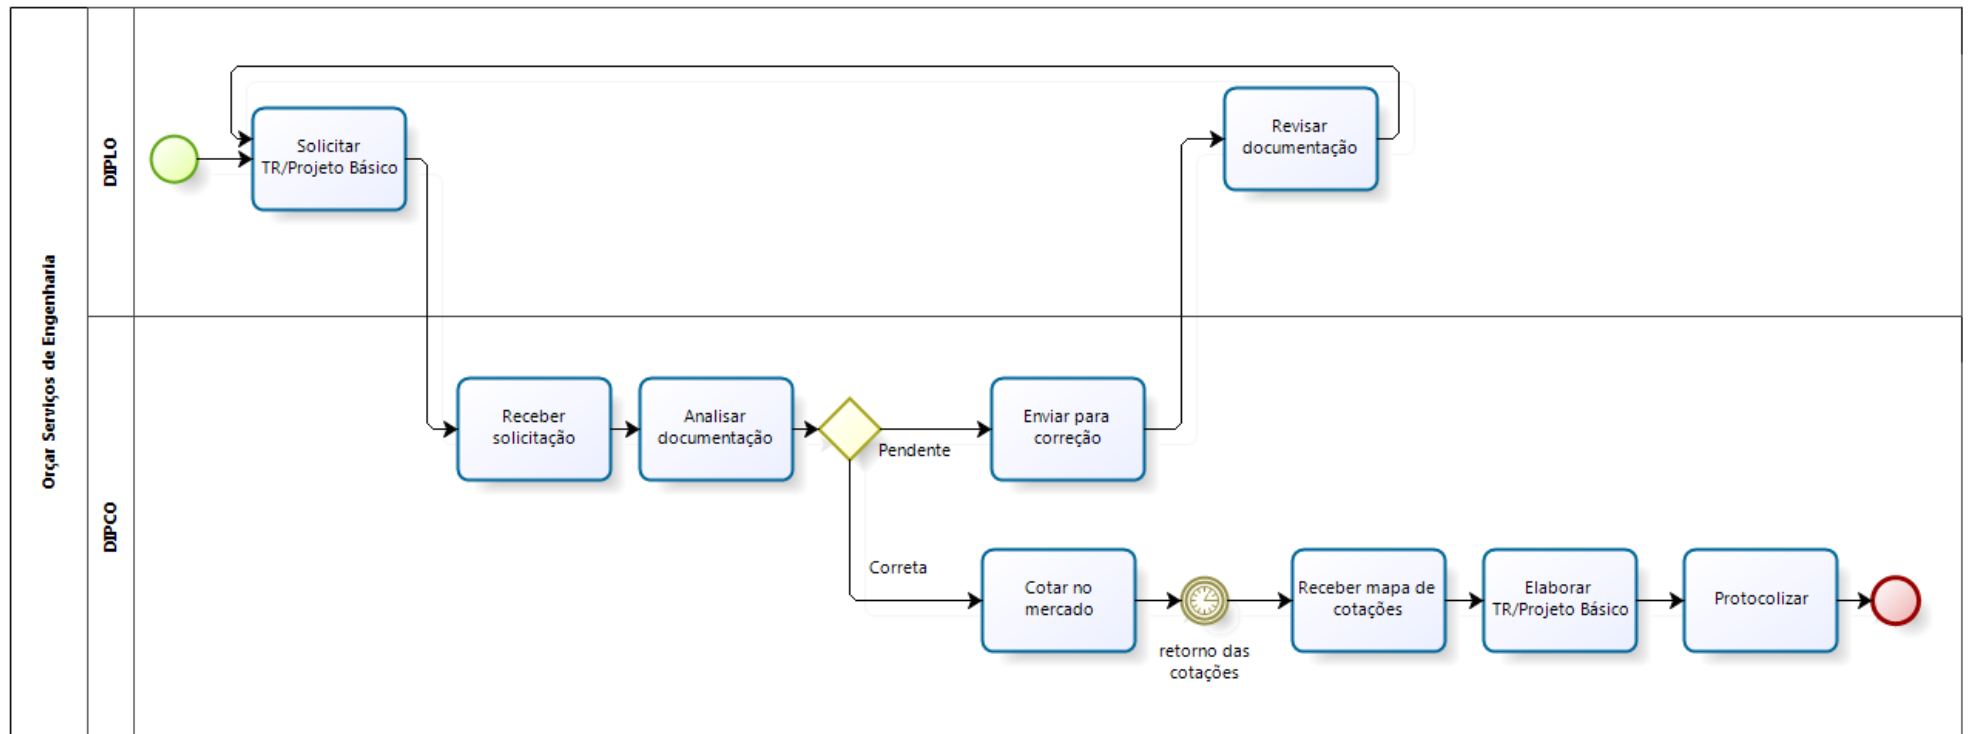 Orçar Serviços de Engenharia
DIPLO
Solicitar
TR/Projeto Básico
Revisar
documentação
DIPCO
Receber
solicitação
Analisar
documentação
Pendente
Enviar para
correção
Correta
Cotar no
mercado
retorno das
cotações
Receber mapa de
cotações
Elaborar
TR/Projeto Básico
Protocolizar